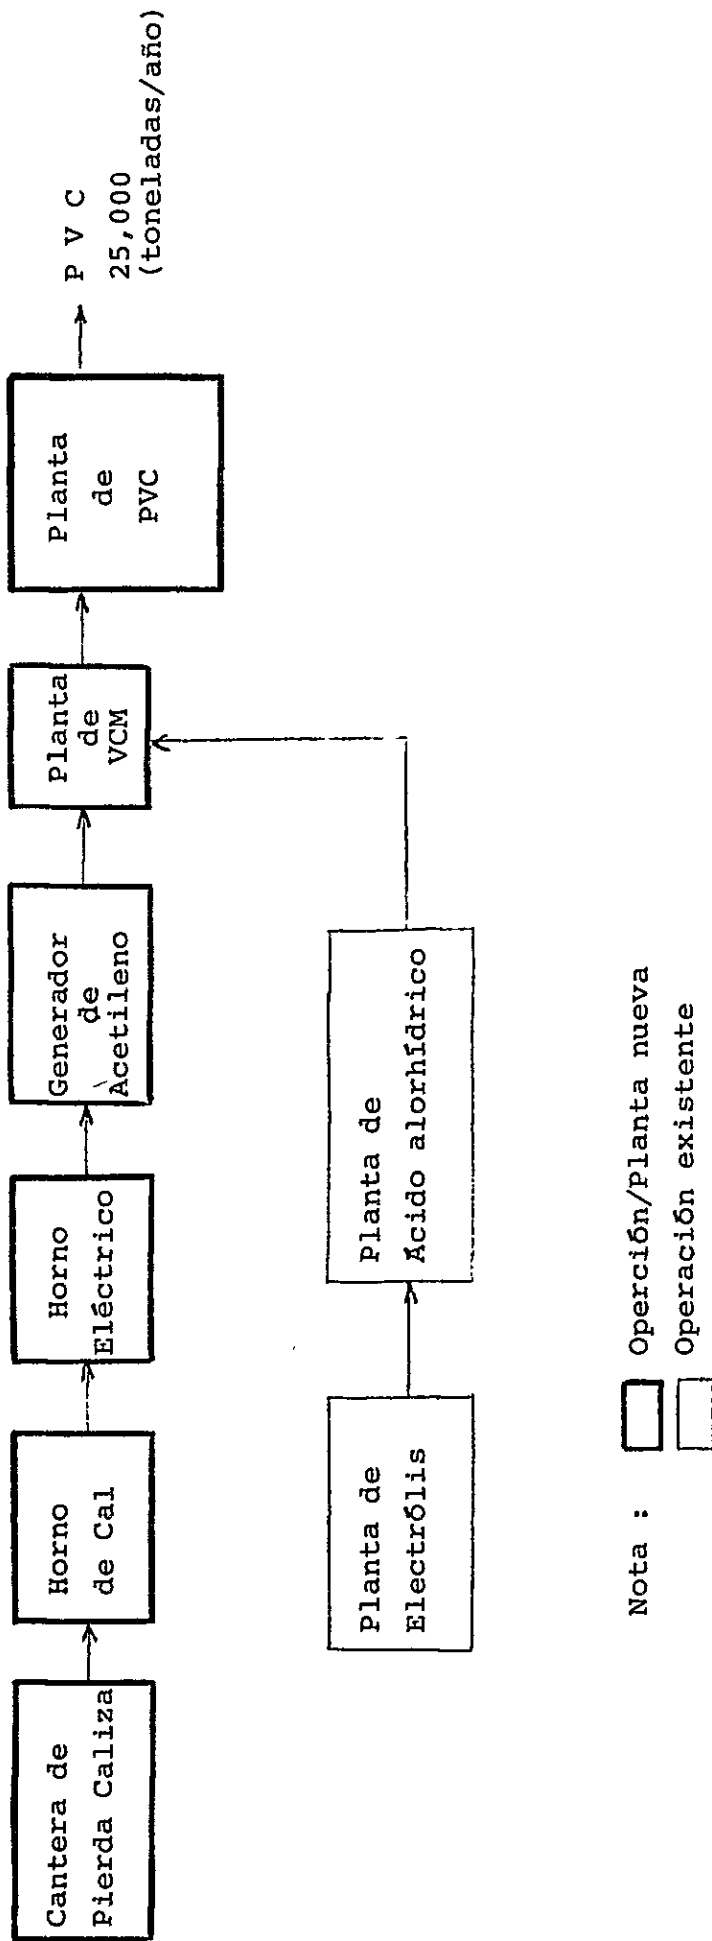 Cantera de
Pierda Caliza
Horno
de Cal
Horno
Eléctrico
Generador
de
Acetileno
Planta
de
VCM
Planta
de
PVC
P V C
25,000
(toneladas/año)
Planta de
Electrólis
Planta de
Ácido alorhídrico
Nota :
Operción/Planta nueva
Operación existente